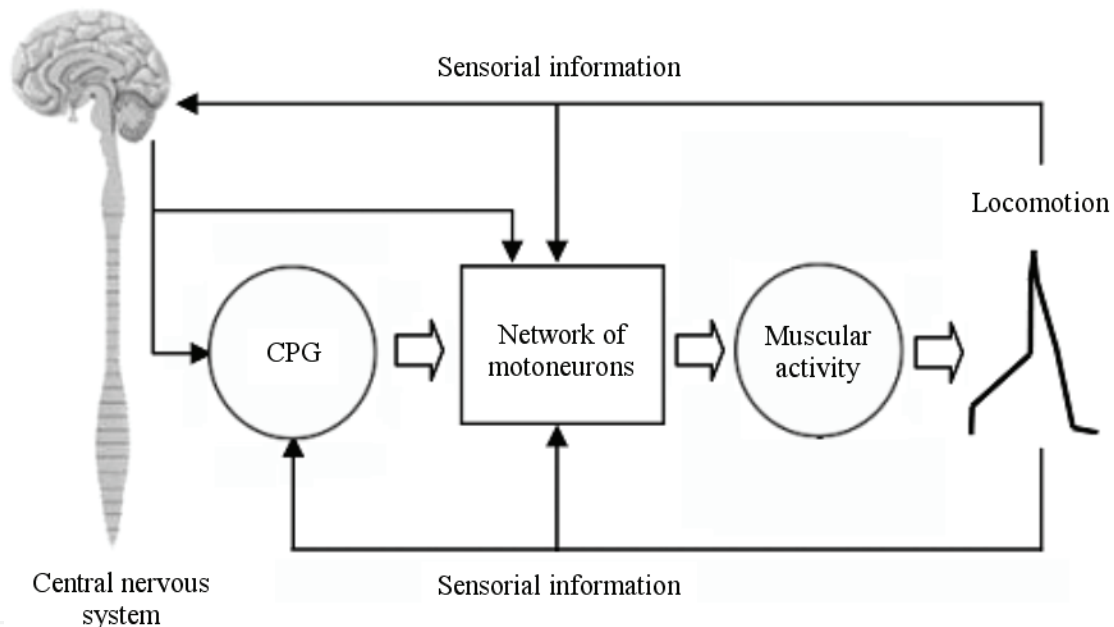 Sensorial information
Locomotion
CPG
Network of
motoneurons
Muscular
activity
Central nervous
system
Sensorial information